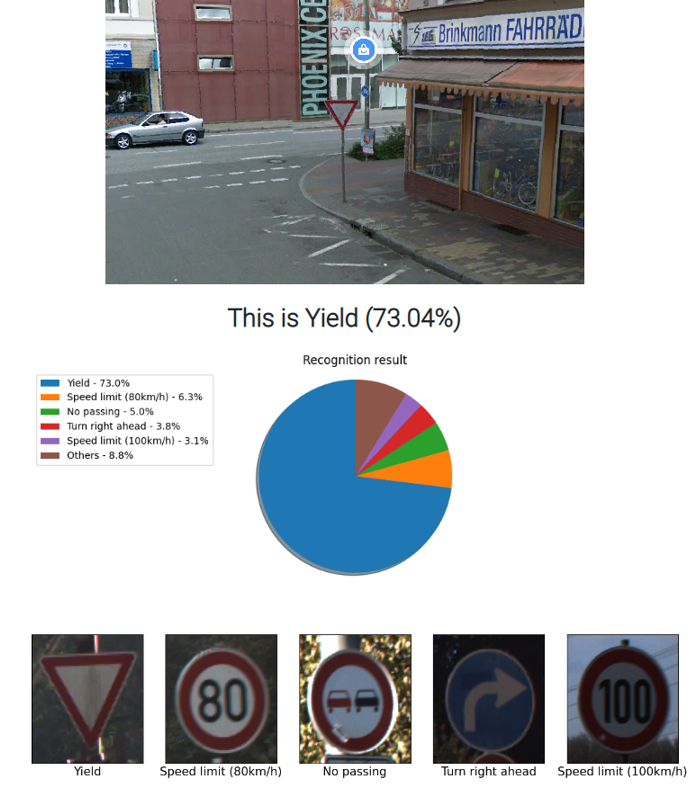 PHOENIX CE
Brinkmann FAHRRÄD
This is Yield (73.04%)
Recognition result
Yield - 73.0%
Speed limit (80km/h) - 6.3%
No passing - 5.0%
Turn right ahead - 3.8%
Speed limit (100km/h) - 3.1%
Others - 8.8%
80
100
Yield
Speed limit (80km/h)
No passing
Turn right ahead
Speed limit (100km/h)